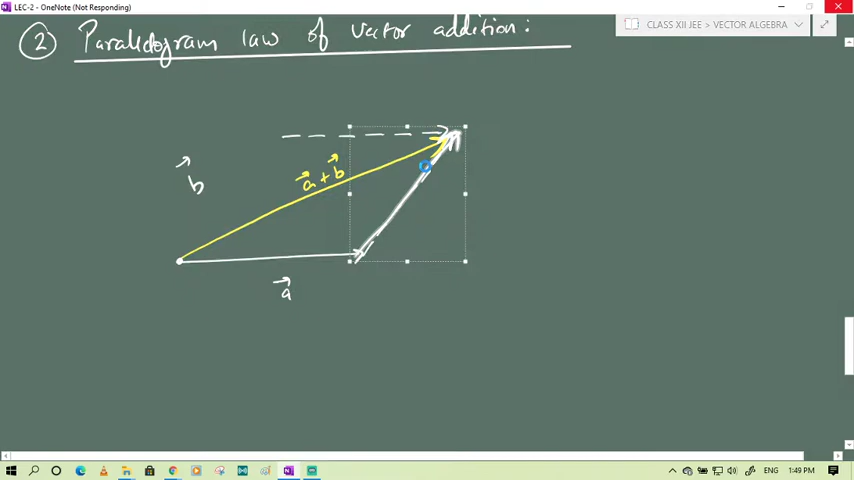 LEC-2 - OneNote (Not Responding)
② Paralledogram law of vector addition:
CLASS XII JEE » VECTOR ALGEBRA
b⃗
a⃗ + b⃗
a⃗
ENG
1:49 PM